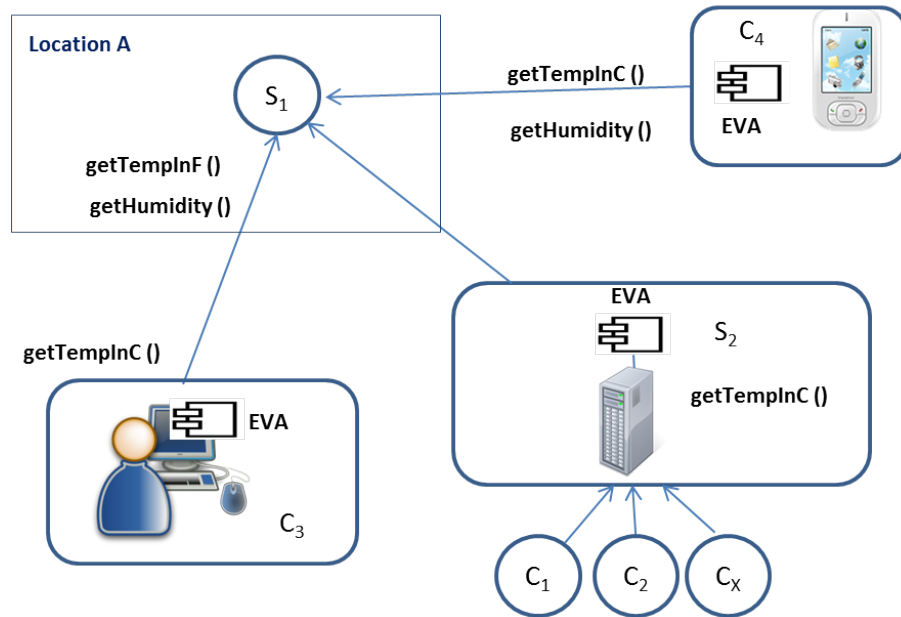 Location A
S₁
getTempInC ()
getHumidity ()
C₄
EVA
getTempInF ()
getHumidity ()
getTempInC ()
EVA
C₃
EVA
S₂
getTempInC ()
C₁
C₂
Cₓ